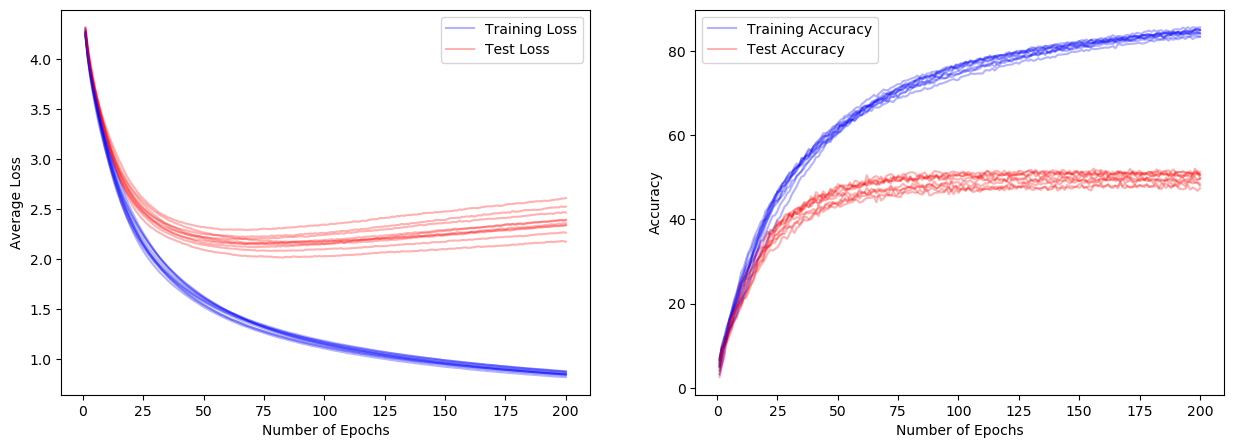 Training Loss
Test Loss
4.0
3.5
3.0
2.5
2.0
1.5
1.0
Average Loss
0 25 50 75 100 125 150 175 200
Number of Epochs
Training Accuracy
Test Accuracy
80
60
40
20
0
Accuracy
0 25 50 75 100 125 150 175 200
Number of Epochs